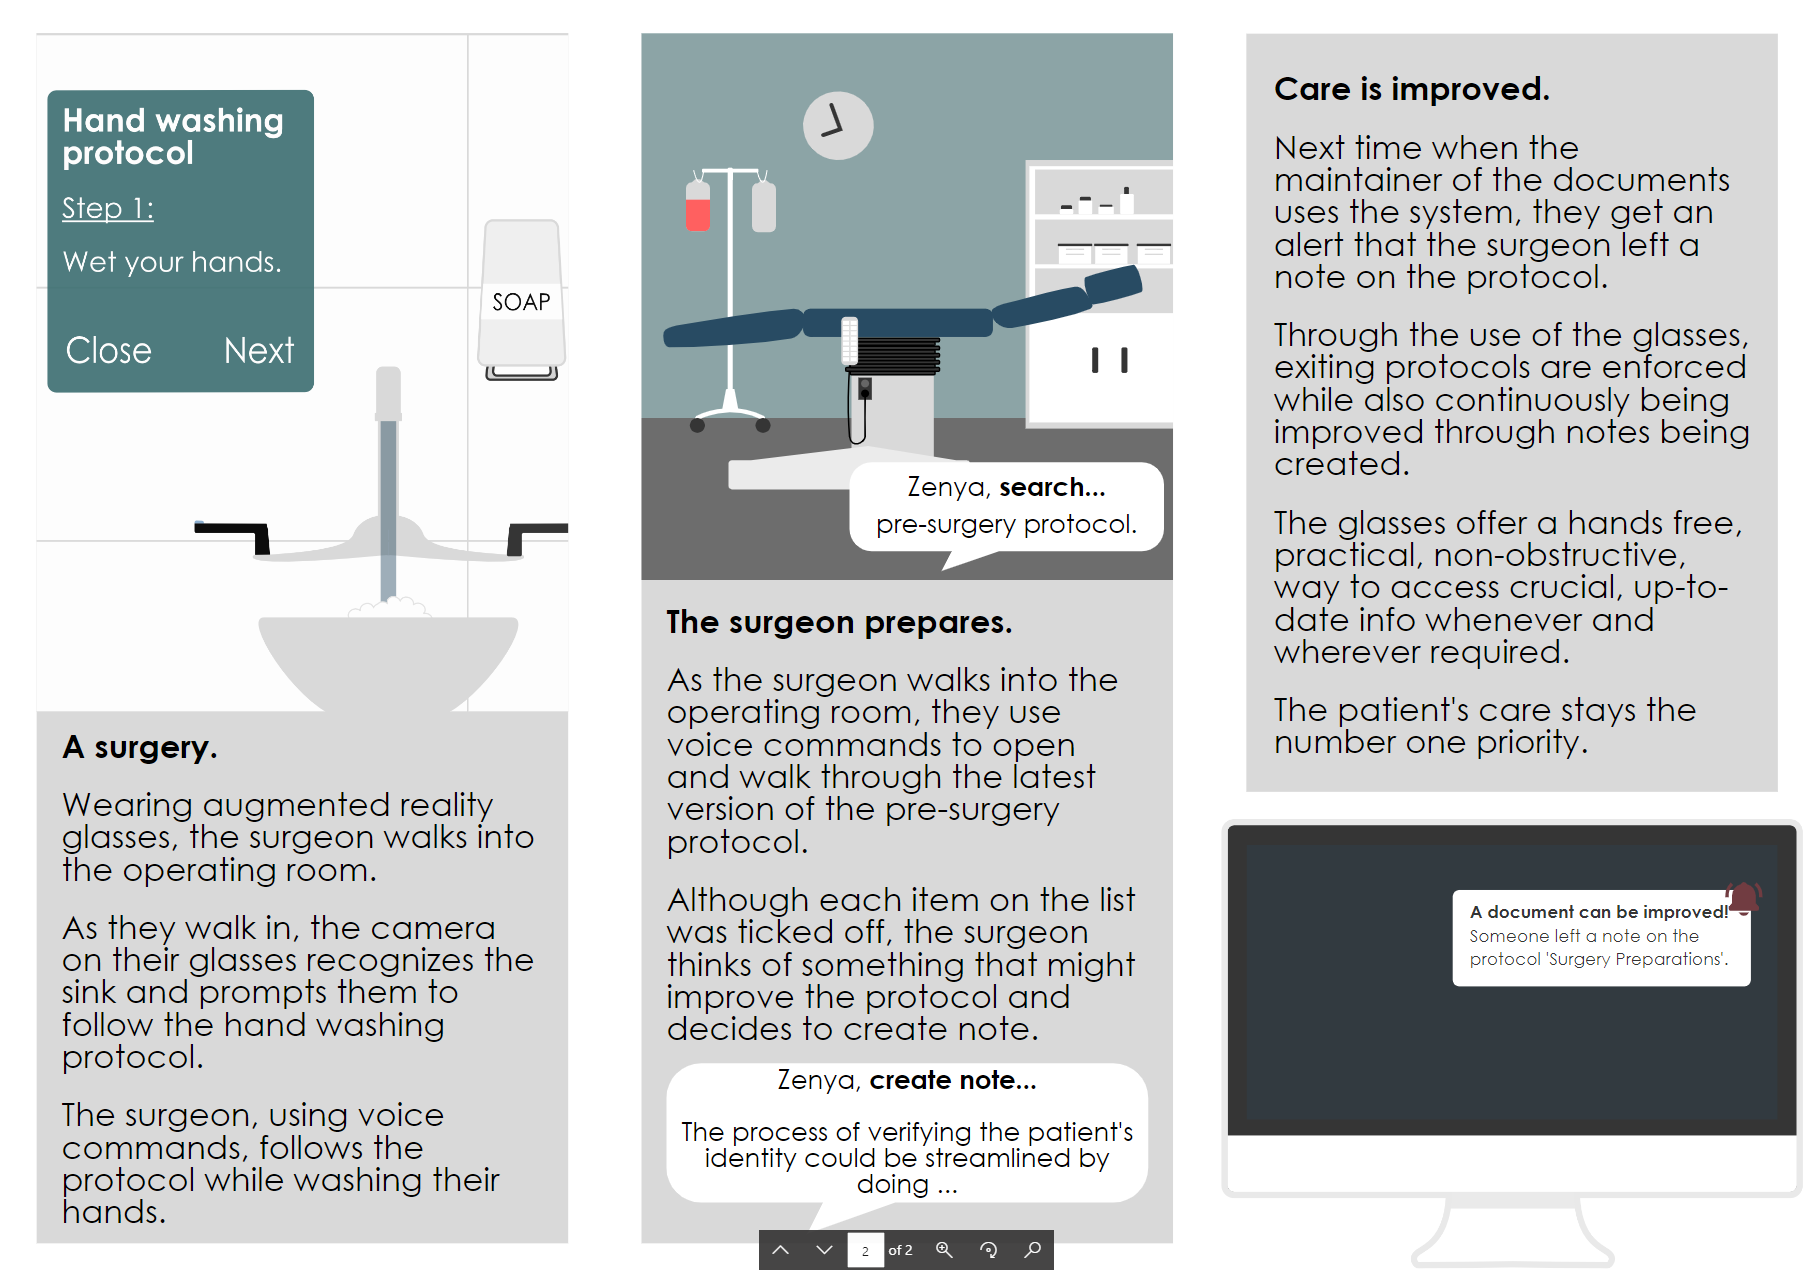 Hand washing
protocol
Step 1:
Wet your hands.
Close Next
SOAP
A surgery.
Wearing augmented reality
glasses, the surgeon walks into
the operating room.
As they walk in, the camera
on their glasses recognizes the
sink and prompts them to
follow the hand washing
protocol.
The surgeon, using voice
commands, follows the
protocol while washing their
hands.
Zenya, search...
pre-surgery protocol.
The surgeon prepares.
As the surgeon walks into the
operating room, they use
voice commands to open
and walk through the latest
version of the pre-surgery
protocol.
Although each item on the list
was ticked off, the surgeon
thinks of something that might
improve the protocol and
decides to create note.
Zenya, create note...
The process of verifying the patient's
identity could be streamlined by
doing ...
2 of 2
Care is improved.
Next time when the
maintainer of the documents
uses the system, they get an
alert that the surgeon left a
note on the protocol.
Through the use of the glasses,
exiting protocols are enforced
while also continuously being
improved through notes being
created.
The glasses offer a hands free,
practical, non-obstructive,
way to access crucial, up-to-
date info whenever and
wherever required.
The patient's care stays the
number one priority.
A document can be improved!
Someone left a note on the
protocol 'Surgery Preparations'.